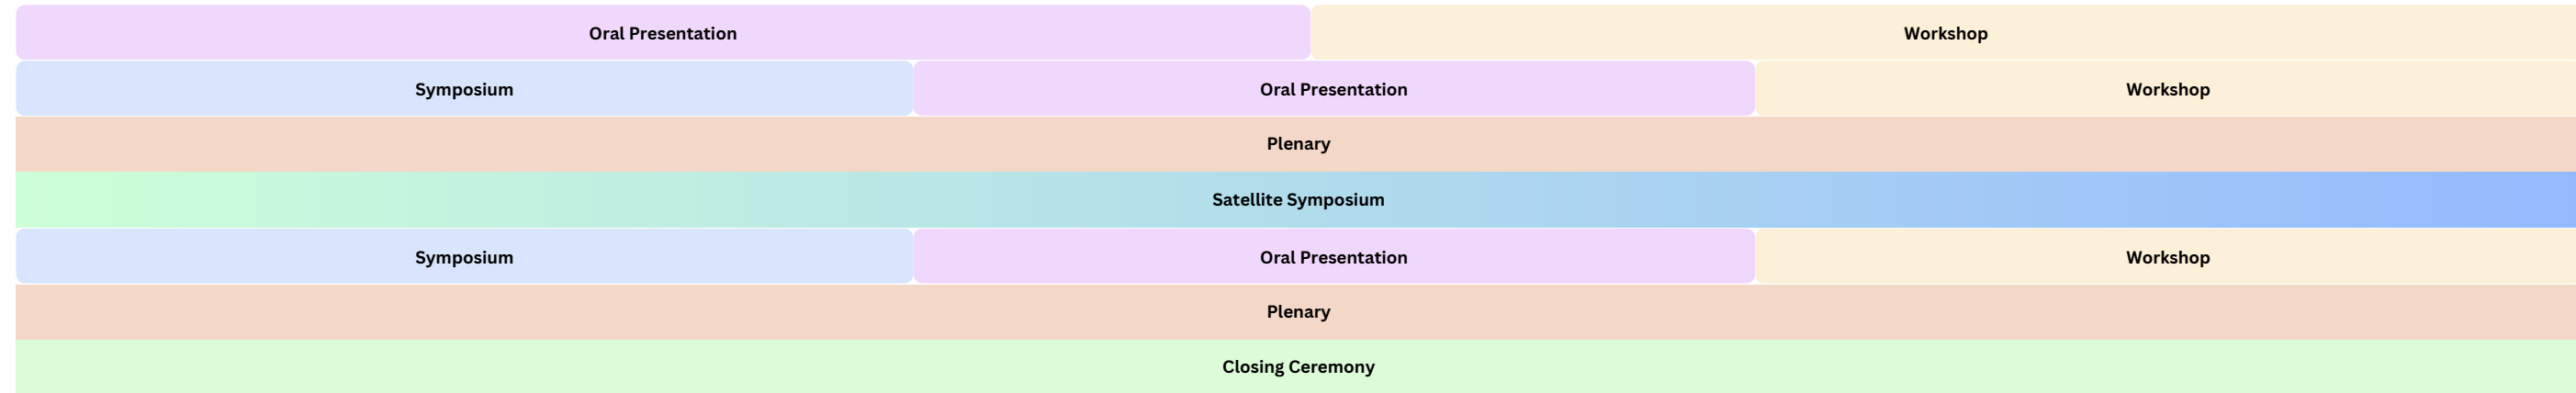 Oral Presentation Workshop
Symposium Oral Presentation Workshop
Plenary
Satellite Symposium
Symposium Oral Presentation Workshop
Plenary
Closing Ceremony